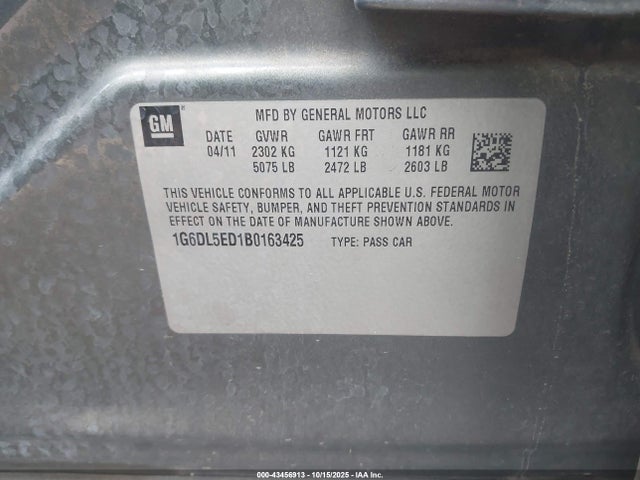 GM ®
MFD BY GENERAL MOTORS LLC
DATE GVWR GAWR FRT GAWR RR
04/11 2302 KG 1121 KG 1181 KG
5075 LB 2472 LB 2603 LB
THIS VEHICLE CONFORMS TO ALL APPLICABLE U.S. FEDERAL MOTOR
VEHICLE SAFETY, BUMPER, AND THEFT PREVENTION STANDARDS IN
EFFECT ON THE DATE OF MANUFACTURE SHOWN ABOVE.
1G6DL5ED1B0163425 TYPE: PASS CAR
000-43456913 - 10/15/2025 - IAA Inc.